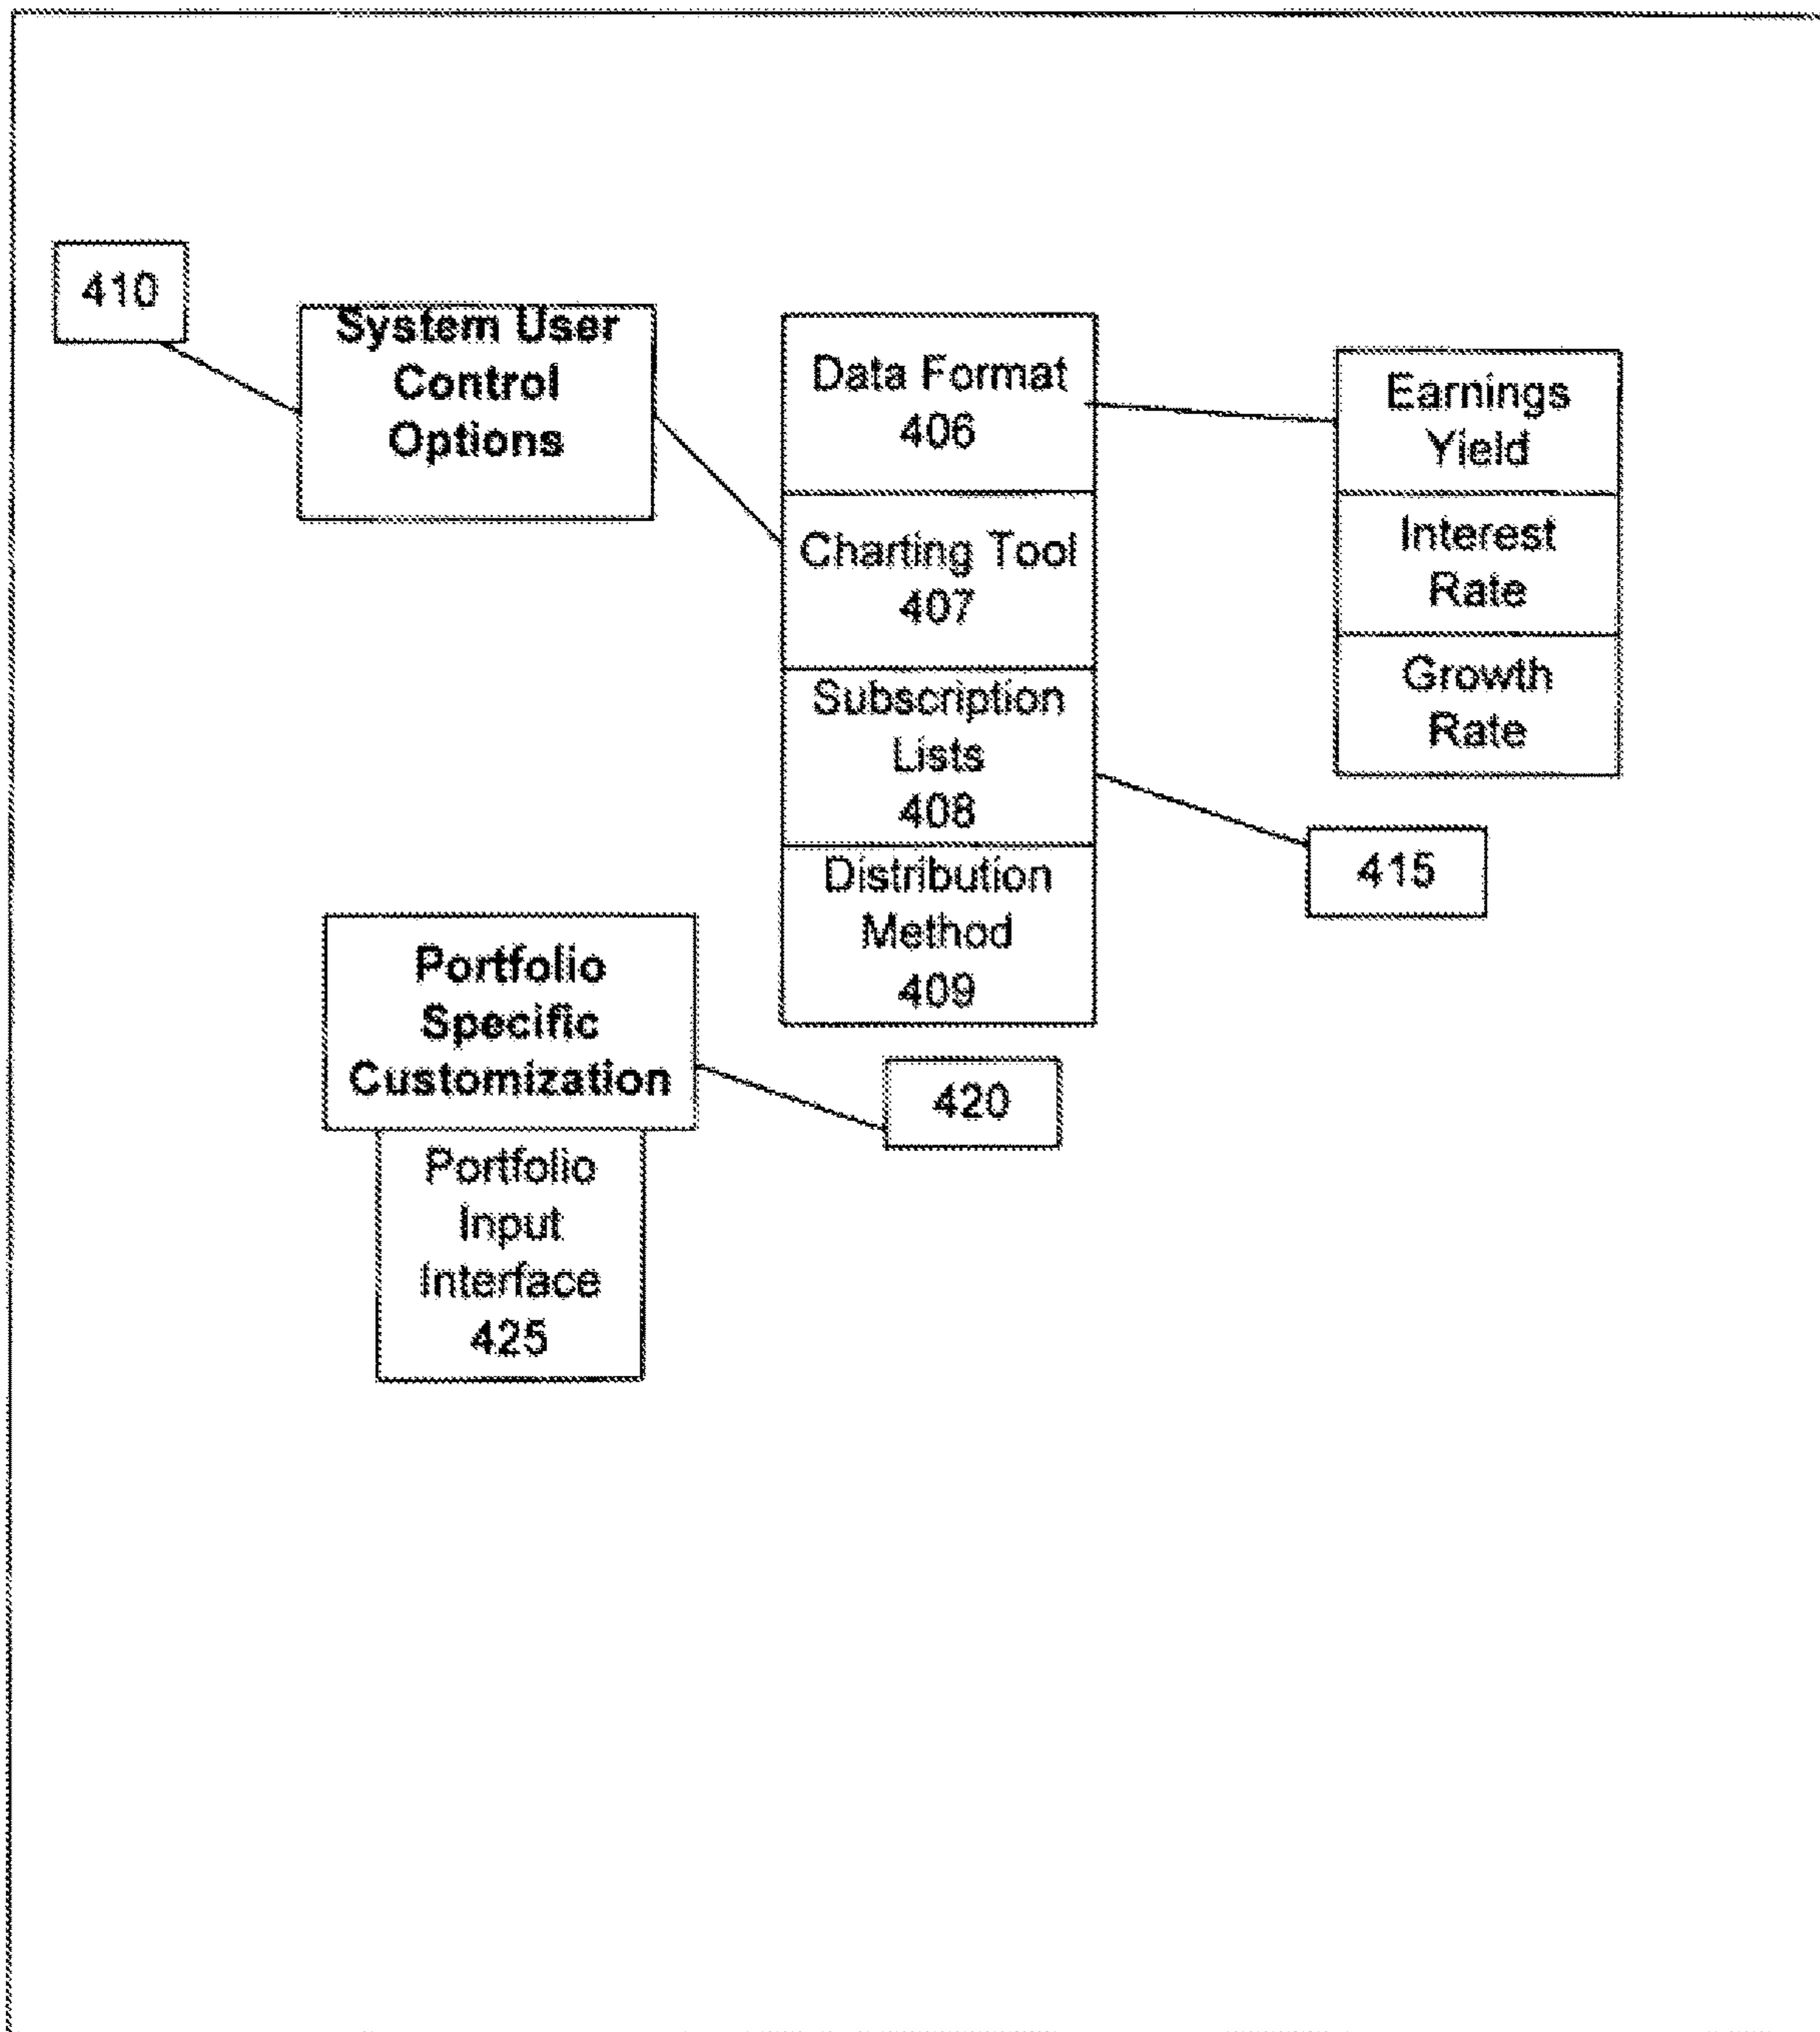 410
System User
Control
Options
Data Format
406
Charting Tool
407
Subscription
Lists
408
Distribution
Method
409
Earnings
Yield
Interest
Rate
Growth
Rate
415
Portfolio
Specific
Customization
420
Portfolio
Input
Interface
425